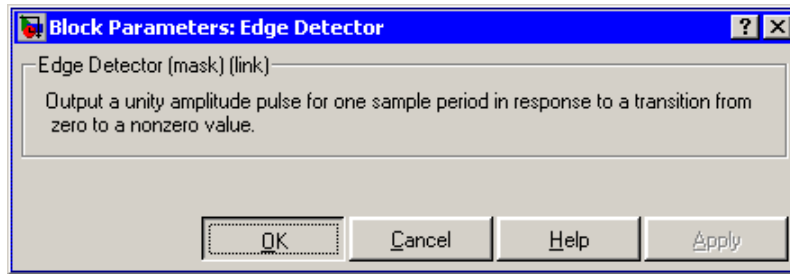 Block Parameters: Edge Detector
Edge Detector (mask) (link)
Output a unity amplitude pulse for one sample period in response to a transition from
zero to a nonzero value.
OK Cancel Help Apply